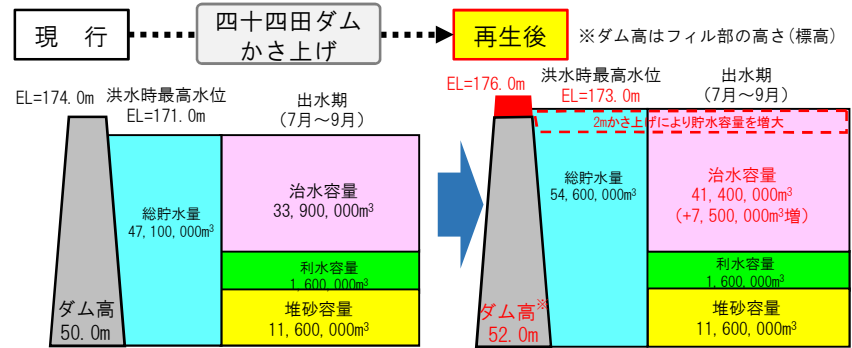 現　行
四十四田ダム
かさ上げ
再生後
※ダム高はフィル部の高さ(標高)
EL=174.0m
洪水時最高水位
EL=171.0m
出水期
(7月～9月)
総貯水量
47,100,000m³
治水容量
33,900,000m³
利水容量
1,600,000m³
堆砂容量
11,600,000m³
ダム高
50.0m
EL=176.0m
洪水時最高水位
EL=173.0m
出水期
(7月～9月)
2mかさ上げにより貯水容量を増大
総貯水量
54,600,000m³
治水容量
41,400,000m³
(+7,500,000m³増)
利水容量
1,600,000m³
堆砂容量
11,600,000m³
ダム高※
52.0m